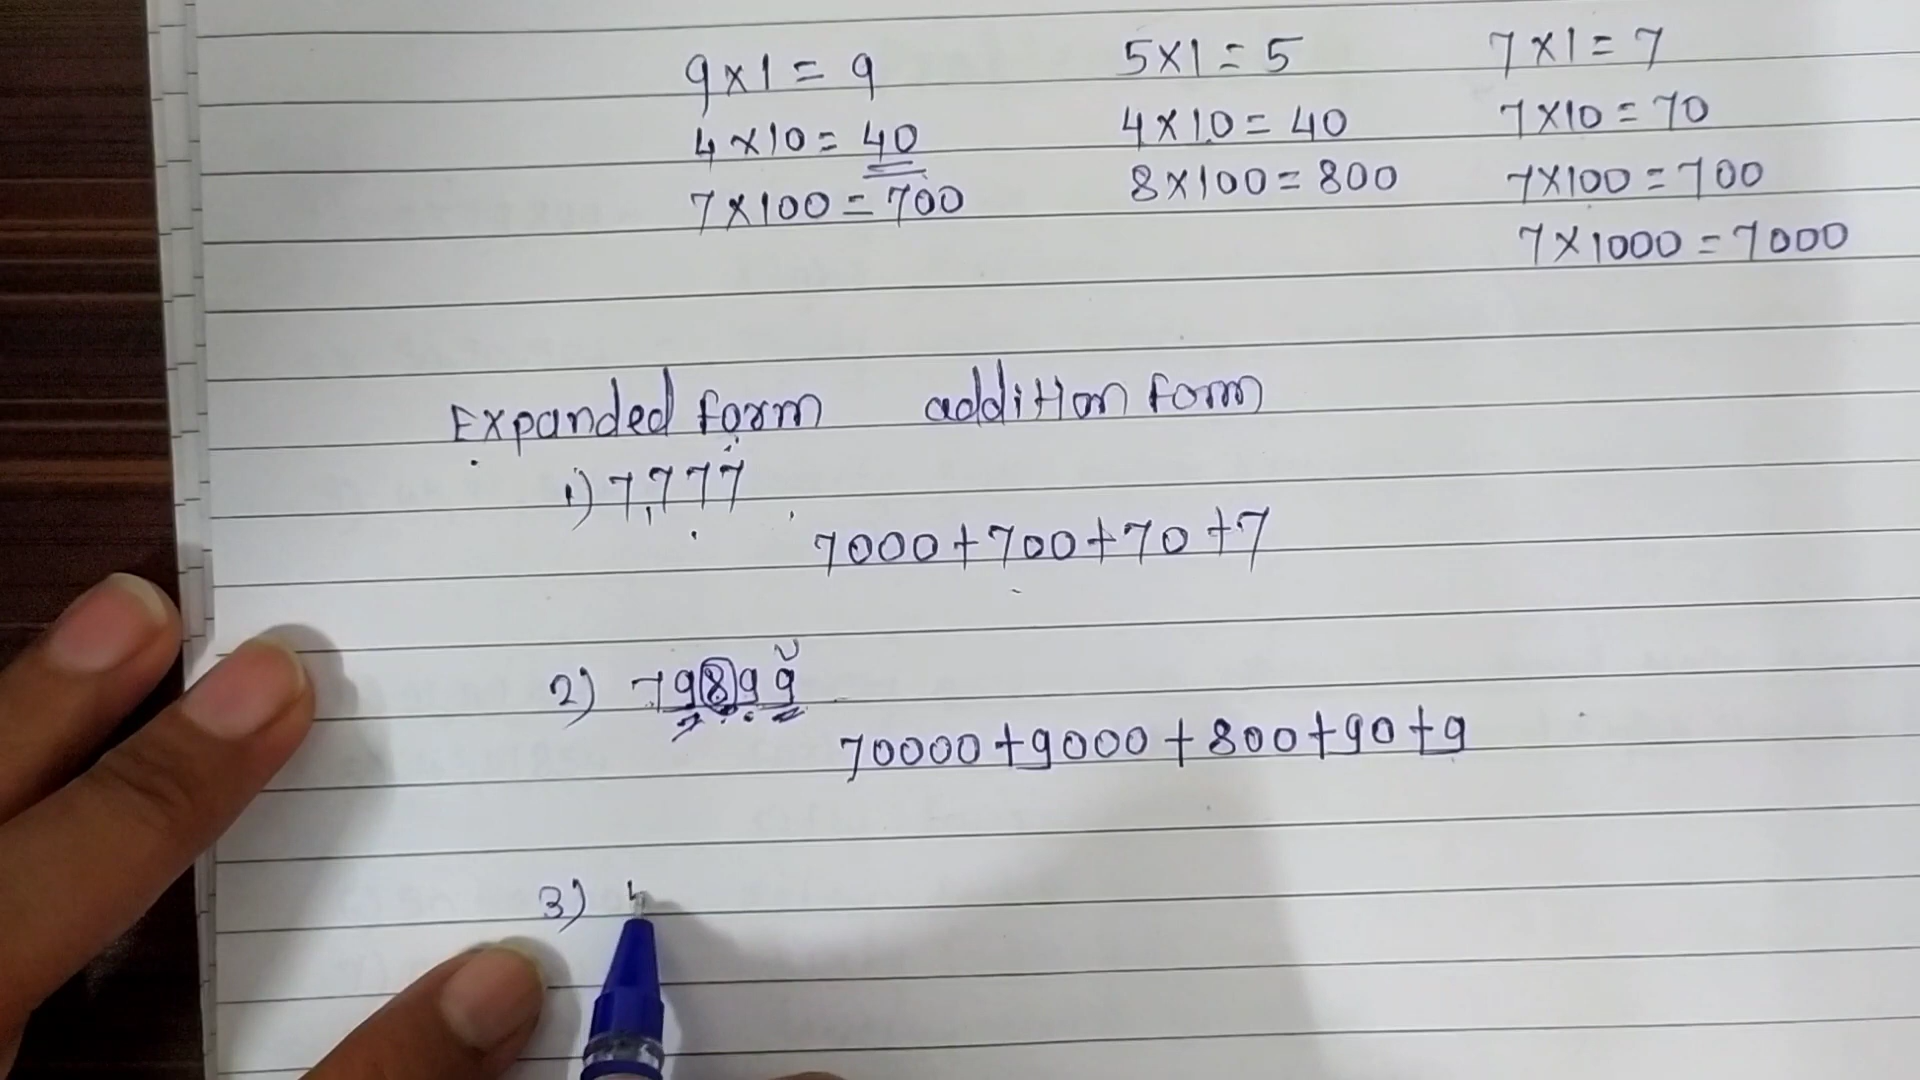 9×1=9 5×1=5 7×1=7
4×10=40 4×10=40 7×10=70
7×100=700 8×100=800 7×100=700
7×1000=7000
Expanded form addition form
1) 7,777
7000+700+70+7
2) 79899
70000+9000+800+90+9
3)